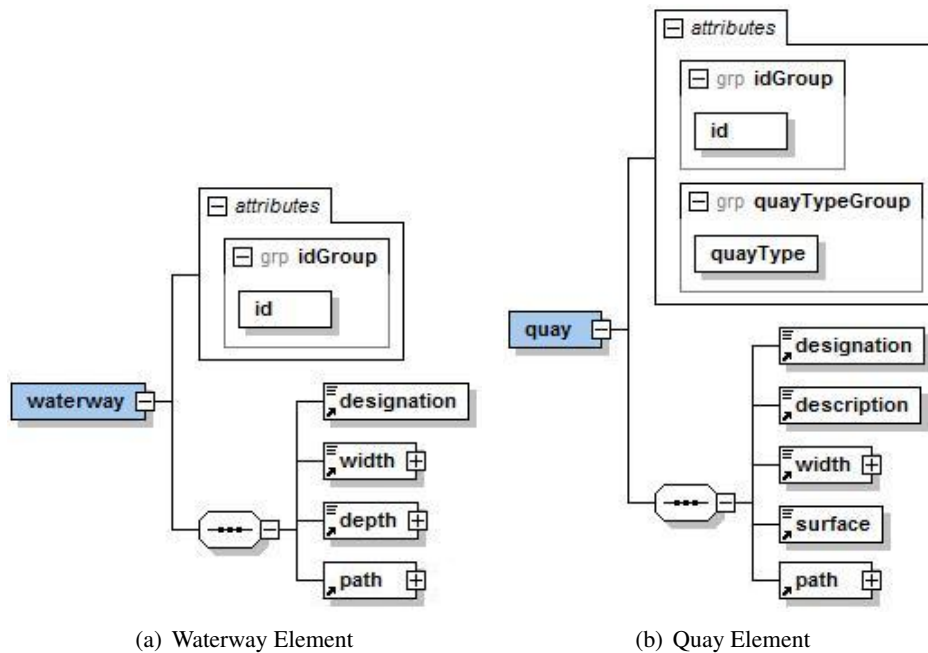 attributes
grp idGroup
id
waterway
designation
width
depth
path
(a) Waterway Element
attributes
grp idGroup
id
grp quayTypeGroup
quayType
quay
designation
description
width
surface
path
(b) Quay Element